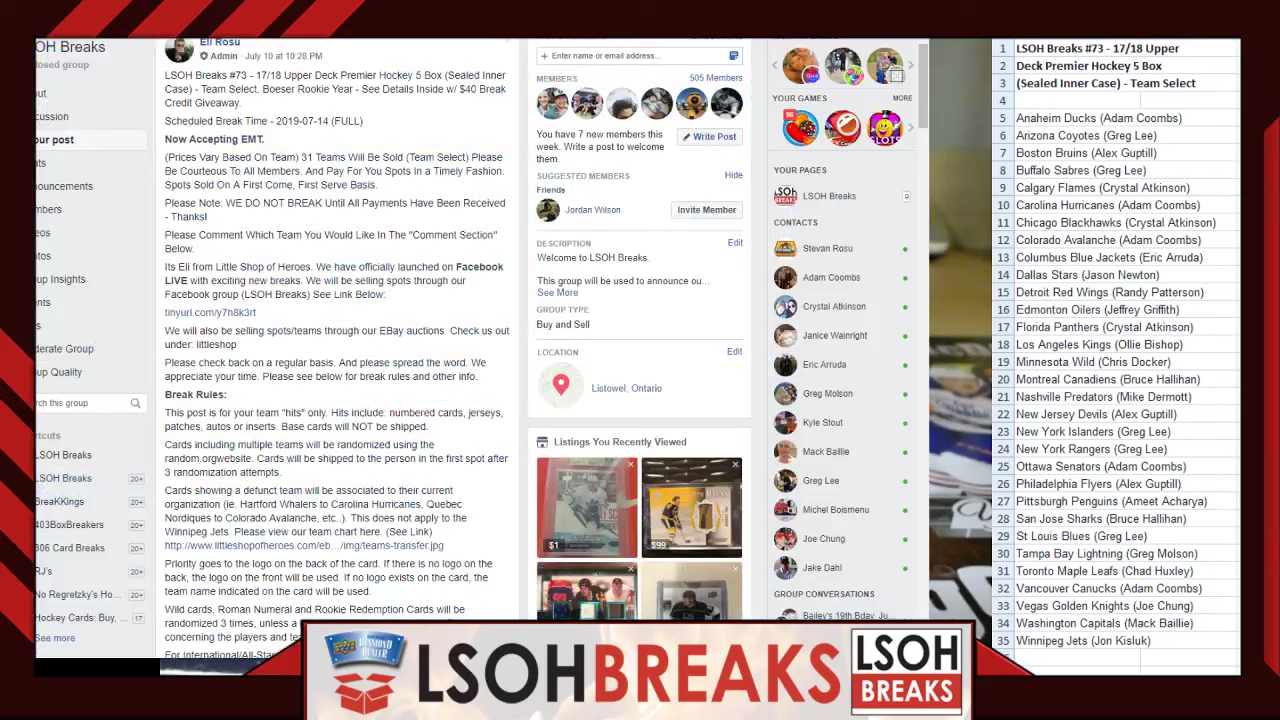 OH Breaks
losed group
out
cussion
our post
ats
nouncements
mbers
eos
otos
oup Insights
ents
s
derate Group
oup Quality
rch this group
rtcuts
LSOH Breaks
LSOH Breaks 20+
BreaKKings 20+
403BoxBreakers 20+
306 Card Breaks 20+
RJ's 20+
No Regretzky's Ho... 20+
Hockey Cards: Buy, ... 17
See more
Eli Rosu
Admin · July 10 at 10:28 PM
LSOH Breaks #73 - 17/18 Upper Deck Premier Hockey 5 Box (Sealed Inner
Case) - Team Select. Boeser Rookie Year - See Details Inside w/ $40 Break
Credit Giveaway.
Scheduled Break Time - 2019-07-14 (FULL)
Now Accepting EMT.
(Prices Vary Based On Team) 31 Teams Will Be Sold (Team Select) Please
Be Courteous To All Members. And Pay For You Spots In a Timely Fashion.
Spots Sold On A First Come, First Serve Basis.
Please Note: WE DO NOT BREAK Until All Payments Have Been Received
- Thanks!
Please Comment Which Team You Would Like In The "Comment Section"
Below.
Its Eli from Little Shop of Heroes. We have officially launched on Facebook
LIVE with exciting new breaks. We will be selling spots through our
Facebook group (LSOH Breaks) See Link Below:
tinyurl.com/y7h8k3rt
We will also be selling spots/teams through our EBay auctions. Check us out
under: littleshop
Please check back on a regular basis. And please spread the word. We
appreciate your time. Please see below for break rules and other info.
Break Rules:
This post is for your team "hits" only. Hits include: numbered cards, jerseys,
patches, autos or inserts. Base cards will NOT be shipped.
Cards including multiple teams will be randomized using the
random.orgwebsite. Cards will be shipped to the person in the first spot after
3 randomization attempts.
Cards showing a defunct team will be associated to their current
organization (ie. Hartford Whalers to Carolina Hurricanes, Quebec
Nordiques to Colorado Avalanche, etc..). This does not apply to the
Winnipeg Jets. Please view our team chart here. (See Link)
http://www.littleshopofheroes.com/eb.../img/teams-transfer.jpg
Priority goes to the logo on the back of the card. If there is no logo on the
back, the logo on the front will be used. If no logo exists on the card, the
team name indicated on the card will be used.
Wild cards, Roman Numeral and Rookie Redemption Cards will be
randomized 3 times, unless a
concerning the players and te
For International/All-Sta
+ Enter name or email address...
MEMBERS 505 Members
You have 7 new members this
week. Write a post to welcome
them.
Write Post
SUGGESTED MEMBERS Hide
Friends
Jordan Wilson Invite Member
DESCRIPTION Edit
Welcome to LSOH Breaks.
This group will be used to announce ou...
See More
GROUP TYPE
Buy and Sell
LOCATION Edit
Listowel, Ontario
Listings You Recently Viewed
$1 $99
YOUR GAMES MORE
SLOTS
YOUR PAGES
LSOH Breaks 9
CONTACTS
Stevan Rosu
Adam Coombs
Crystal Atkinson
Janice Wainright
Eric Arruda
Greg Molson
Kyle Stout
Mack Baillie
Greg Lee
Michel Boismenu
Joe Chung
Jake Dahl
GROUP CONVERSATIONS
Bailey's 19th Bday, Ju...
1 LSOH Breaks #73 - 17/18 Upper
2 Deck Premier Hockey 5 Box
3 (Sealed Inner Case) - Team Select
4
5 Anaheim Ducks (Adam Coombs)
6 Arizona Coyotes (Greg Lee)
7 Boston Bruins (Alex Guptill)
8 Buffalo Sabres (Greg Lee)
9 Calgary Flames (Crystal Atkinson)
10 Carolina Hurricanes (Adam Coombs)
11 Chicago Blackhawks (Crystal Atkinson)
12 Colorado Avalanche (Adam Coombs)
13 Columbus Blue Jackets (Eric Arruda)
14 Dallas Stars (Jason Newton)
15 Detroit Red Wings (Randy Patterson)
16 Edmonton Oilers (Jeffrey Griffith)
17 Florida Panthers (Crystal Atkinson)
18 Los Angeles Kings (Ollie Bishop)
19 Minnesota Wild (Chris Docker)
20 Montreal Canadiens (Bruce Hallihan)
21 Nashville Predators (Mike Dermott)
22 New Jersey Devils (Alex Guptill)
23 New York Islanders (Greg Lee)
24 New York Rangers (Greg Lee)
25 Ottawa Senators (Adam Coombs)
26 Philadelphia Flyers (Alex Guptill)
27 Pittsburgh Penguins (Ameet Acharya)
28 San Jose Sharks (Bruce Hallihan)
29 St Louis Blues (Greg Lee)
30 Tampa Bay Lightning (Greg Molson)
31 Toronto Maple Leafs (Chad Huxley)
32 Vancouver Canucks (Adam Coombs)
33 Vegas Golden Knights (Joe Chung)
34 Washington Capitals (Mack Baillie)
35 Winnipeg Jets (Jon Kisluk)
DIAMOND
DEALER
LSOHBREAKS
LSOH
BREAKS